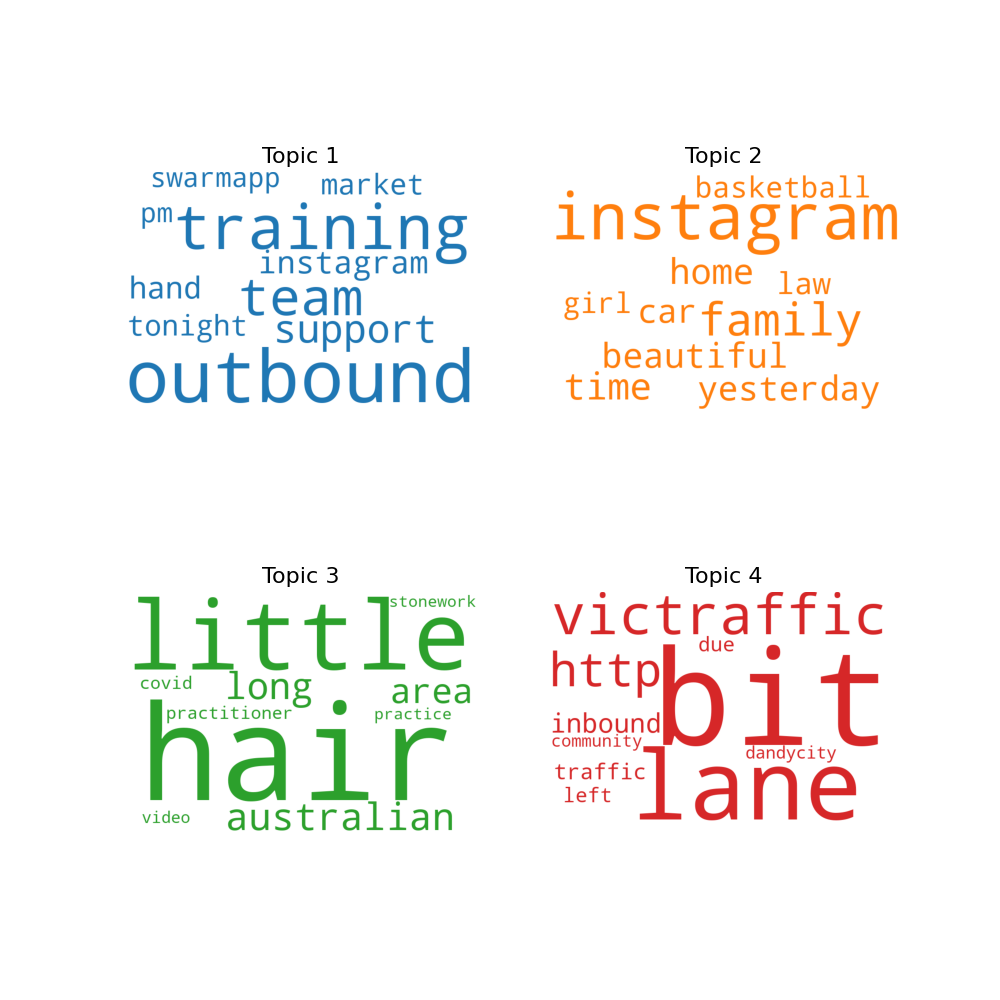 Topic 1
swarmapp market
pm training
instagram
hand team
tonight support
outbound
Topic 2
basketball
instagram
home law
girl car family
beautiful
time yesterday
Topic 3
little stonework
covid long area
practitioner practice
hair
video australian
Topic 4
victraffic
due
http bit
inbound
community dandycity
traffic lane
left